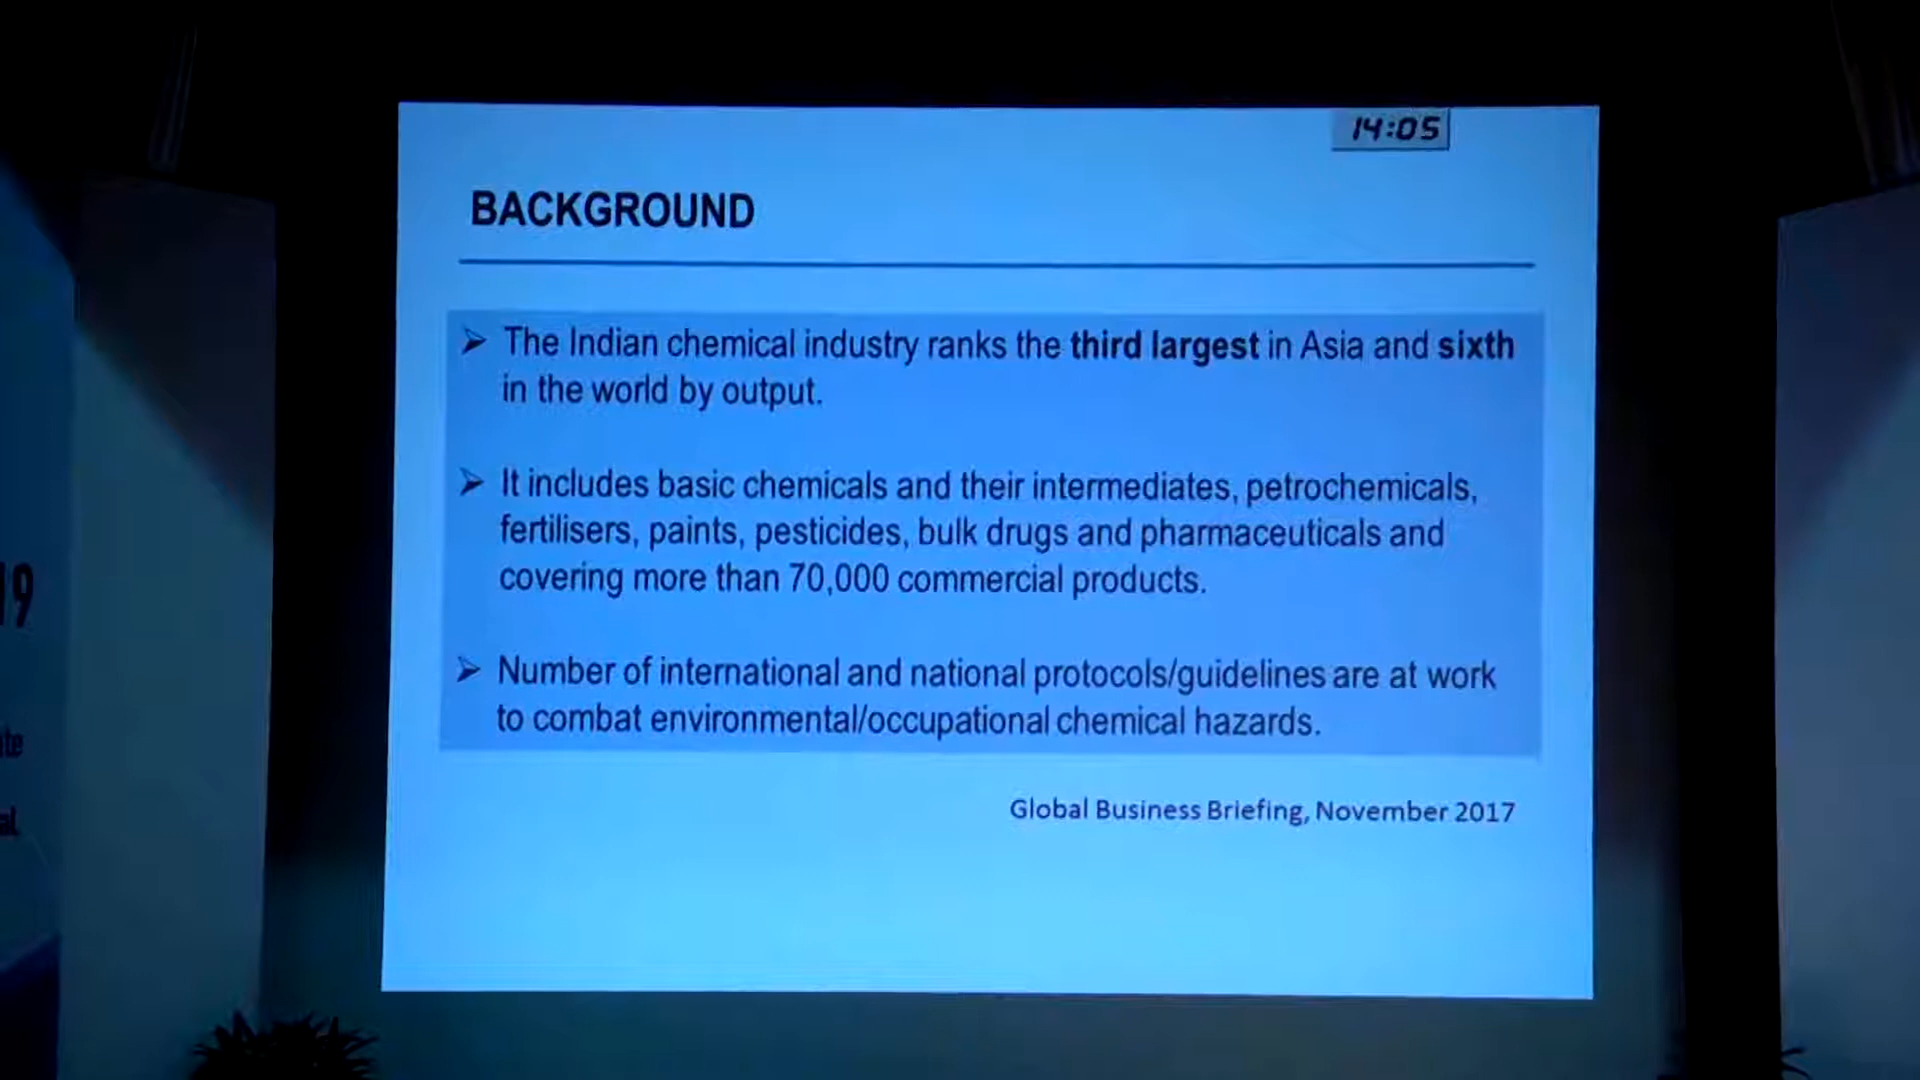 14:05
BACKGROUND
➢ The Indian chemical industry ranks the third largest in Asia and sixth
in the world by output.
➢ It includes basic chemicals and their intermediates, petrochemicals,
fertilisers, paints, pesticides, bulk drugs and pharmaceuticals and
covering more than 70,000 commercial products.
➢ Number of international and national protocols/guidelines are at work
to combat environmental/occupational chemical hazards.
Global Business Briefing, November 2017
19